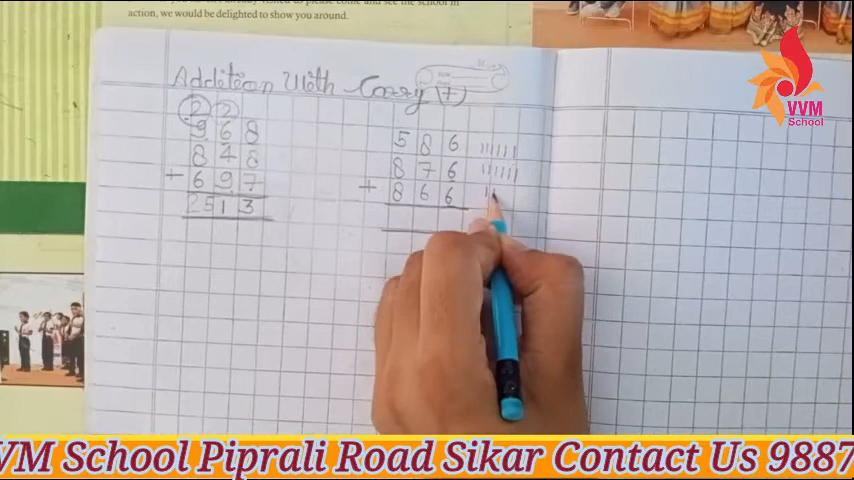 action, we would be delighted to show you around.
Addition With Carry (7)
2 2
9 6 8
8 4 8
+ 6 9 7
2 5 1 3
5 8 6
8 7 6
+ 8 6 6
VVM
School
VM School Piprali Road Sikar Contact Us 9887